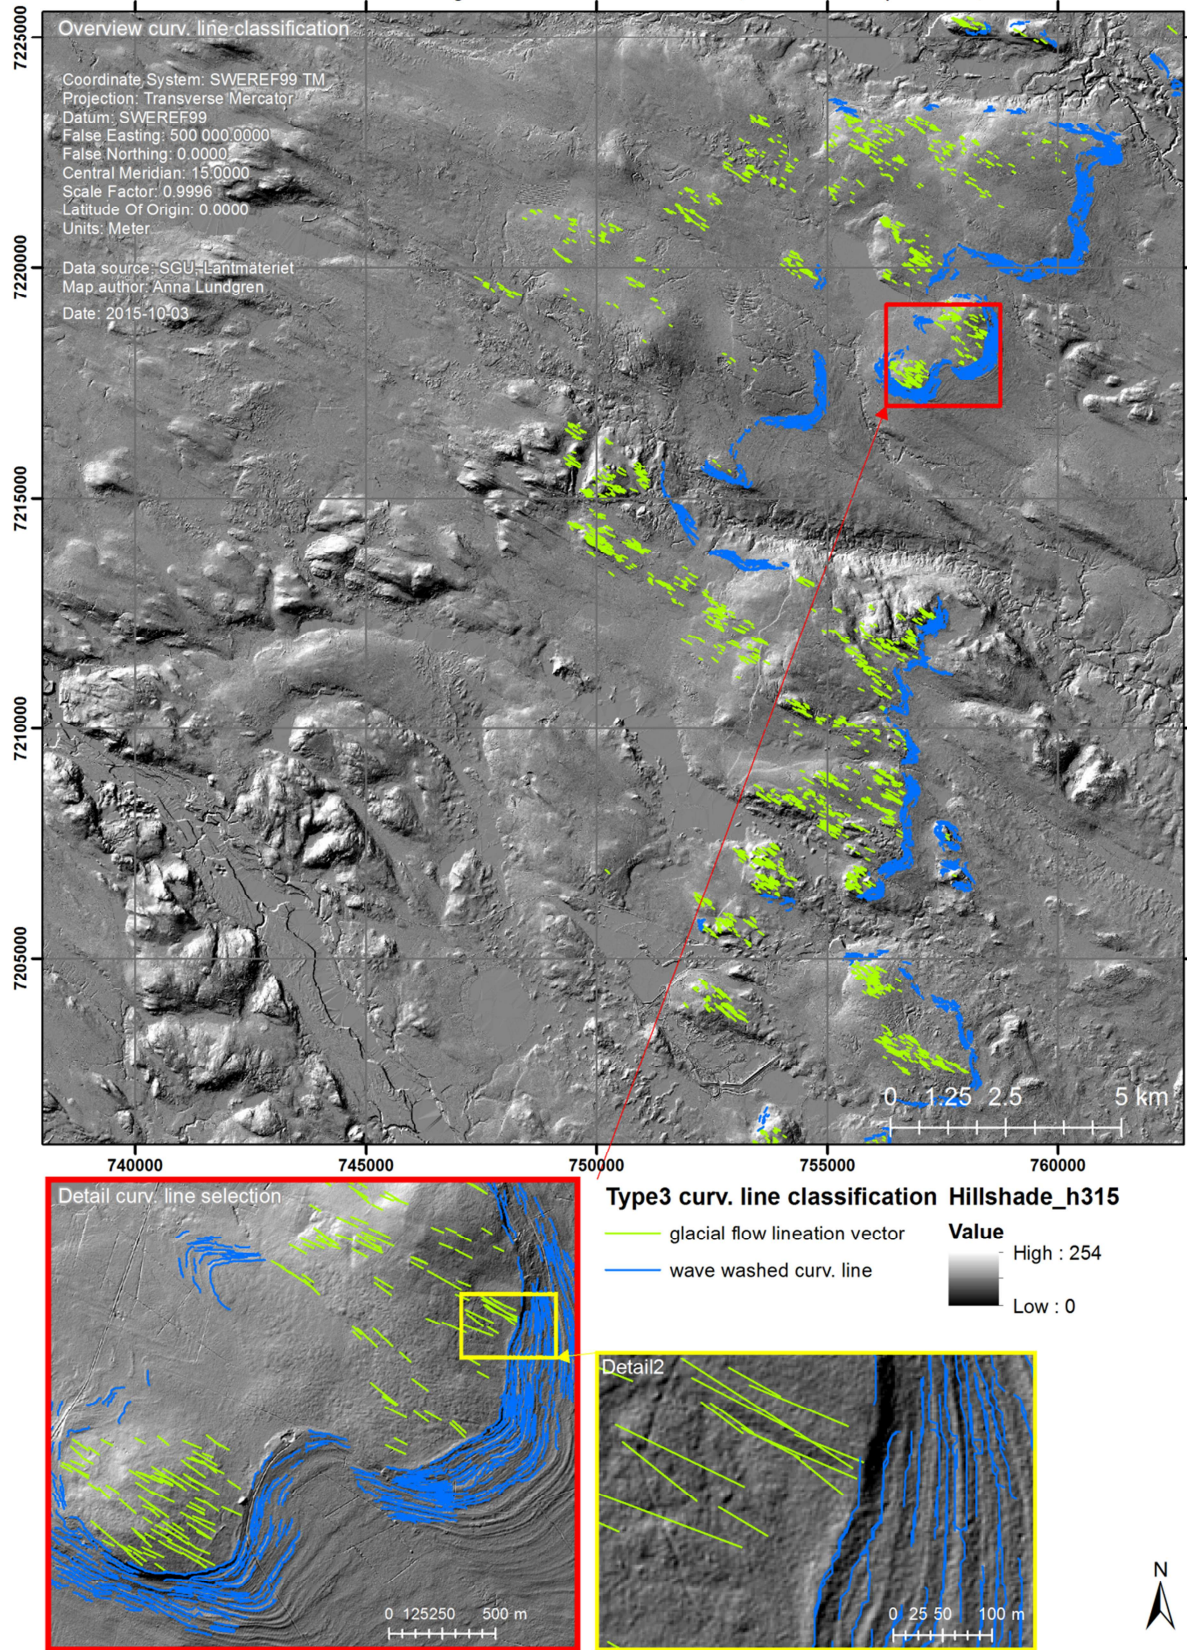 Overview curv. line classification
Coordinate System: SWEREF99 TM
Projection: Transverse Mercator
Datum: SWEREF99
False Easting: 500 000.0000
False Northing: 0.0000
Central Meridian: 15.0000
Scale Factor: 0.9996
Latitude Of Origin: 0.0000
Units: Meter
Data source: SGU, Lantmäteriet
Map author: Anna Lundgren
Date: 2015-10-03
7225000
7220000
7215000
7210000
7205000
0 1.25 2.5 5 km
740000 745000 750000 755000 760000
Detail curv. line selection
0 125250 500 m
Type3 curv. line classification
glacial flow lineation vector
wave washed curv. line
Hillshade_h315
Value
High : 254
Low : 0
Detail2
0 25 50 100 m
N